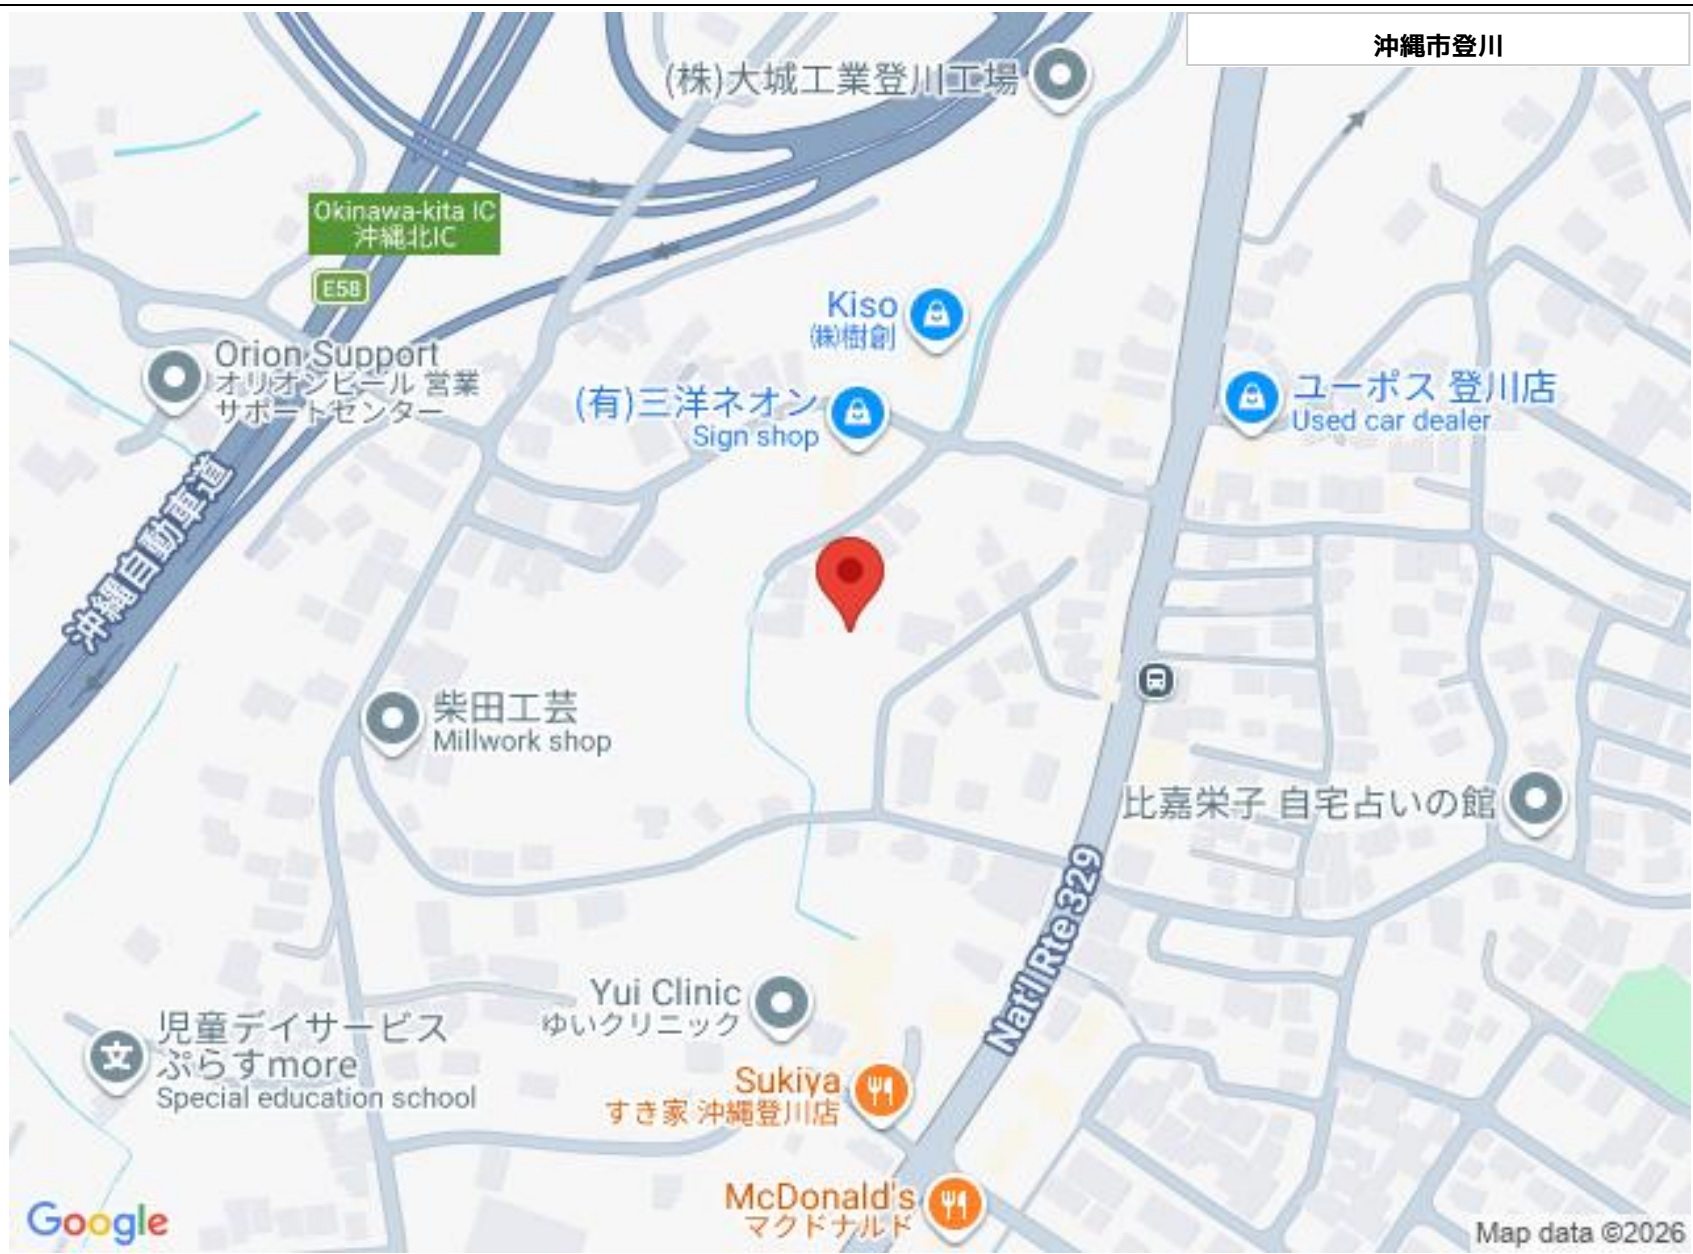 沖縄市登川
(株)大城工業登川工場
Okinawa-kita IC
沖縄北IC
E58
Kiso
㈱樹創
Orion Support
オリオンビール 営業
サポートセンター
(有)三洋ネオン
Sign shop
ユーポス 登川店
Used car dealer
沖縄自動車道
柴田工芸
Millwork shop
比嘉栄子 自宅占いの館
Nat'l Rte 329
Yui Clinic
ゆいクリニック
児童デイサービス
ぷらすmore
Special education school
Sukiya
すき家 沖縄登川店
McDonald's
マクドナルド
Google
Map data ©2026